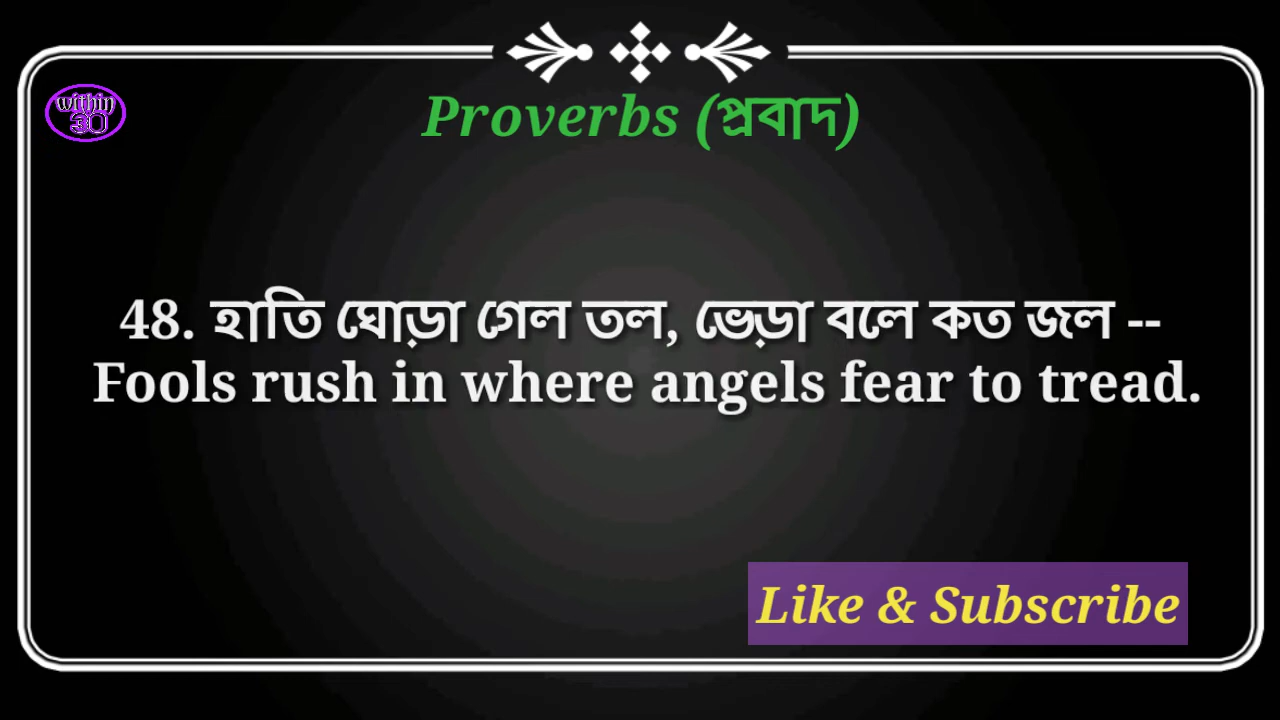 Proverbs (প্রবাদ)
within
30
48. হাতি ঘোড়া গেল তল, ভেড়া বলে কত জল --
Fools rush in where angels fear to tread.
Like & Subscribe